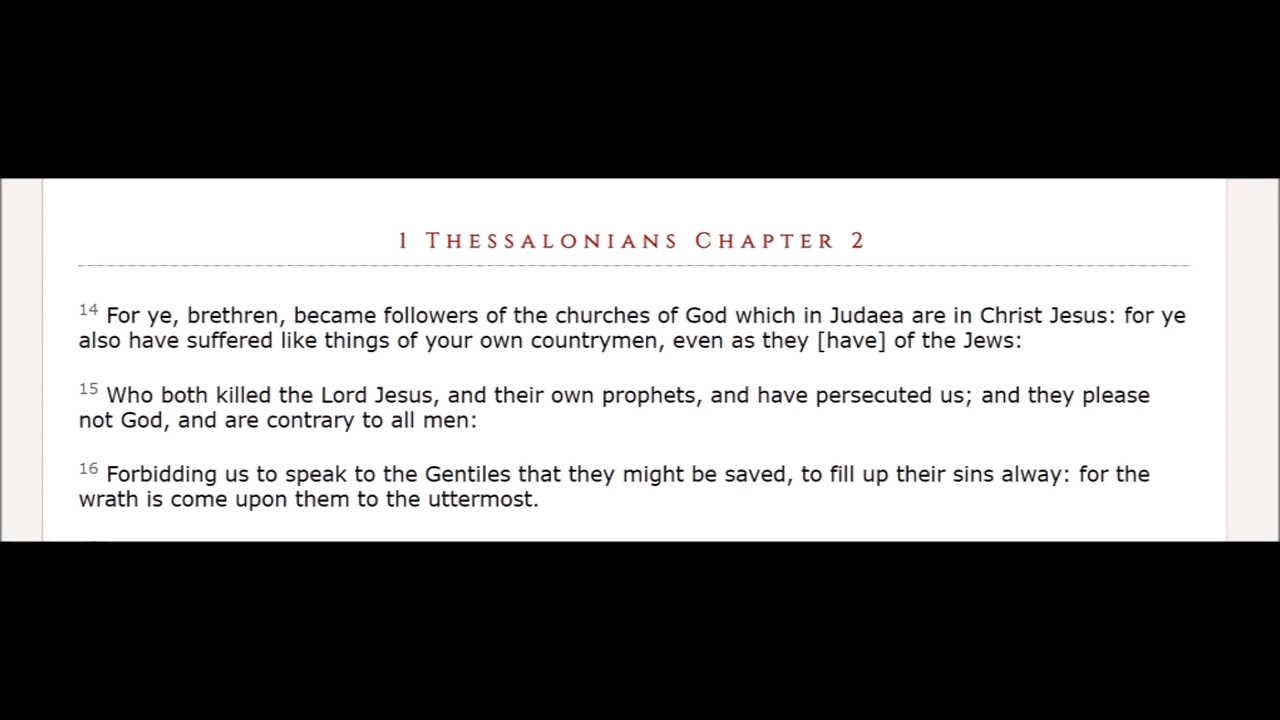 1 Thessalonians Chapter 2
14 For ye, brethren, became followers of the churches of God which in Judaea are in Christ Jesus: for ye
also have suffered like things of your own countrymen, even as they [have] of the Jews:
15 Who both killed the Lord Jesus, and their own prophets, and have persecuted us; and they please
not God, and are contrary to all men:
16 Forbidding us to speak to the Gentiles that they might be saved, to fill up their sins alway: for the
wrath is come upon them to the uttermost.